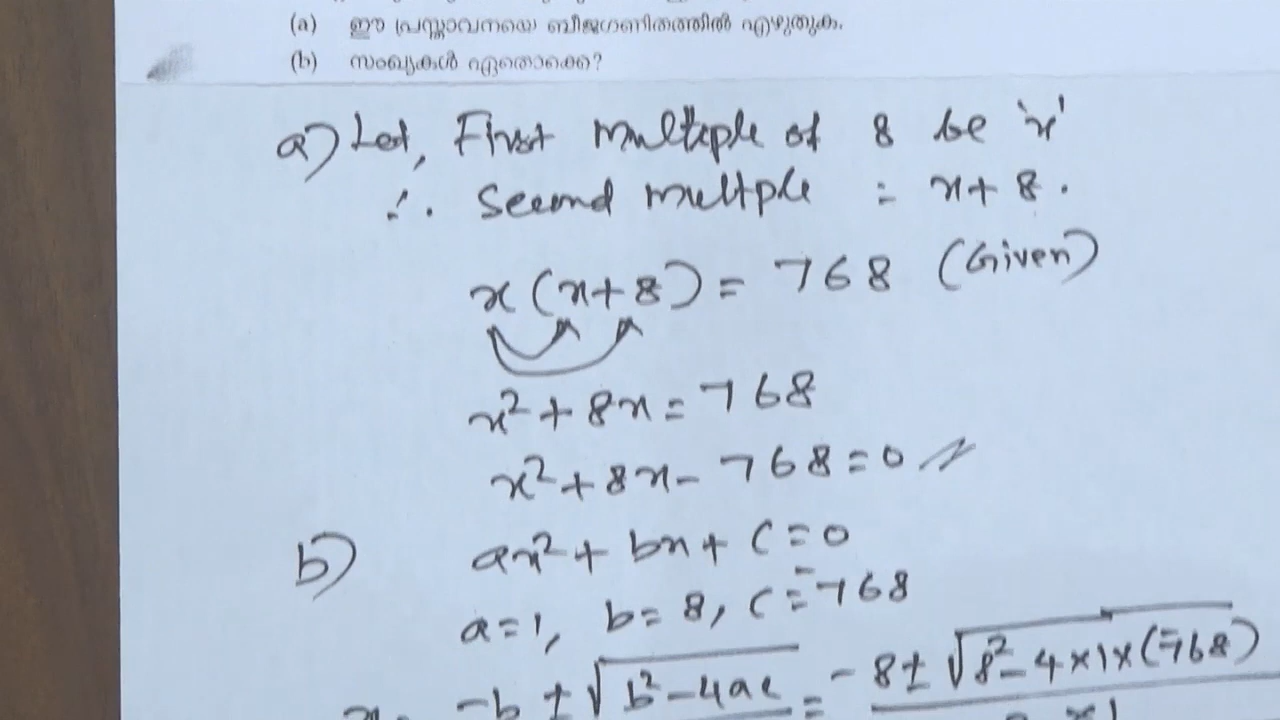 (a) ഈ പ്രസ്താവനയെ ബീജഗണിതത്തിൽ എഴുതുക.
(b) സംഖ്യകൾ ഏതൊക്കെ?
a) Let, First multiple of 8 be 'x'
∴ Second multple = x + 8.
x(x+8) = 768 (Given)
x² + 8x = 768
x² + 8x - 768 = 0
b) ax² + bx + c = 0
a = 1, b = 8, c = -768
-b ± √b² - 4ac = -8 ± √8² - 4×1×(-768)